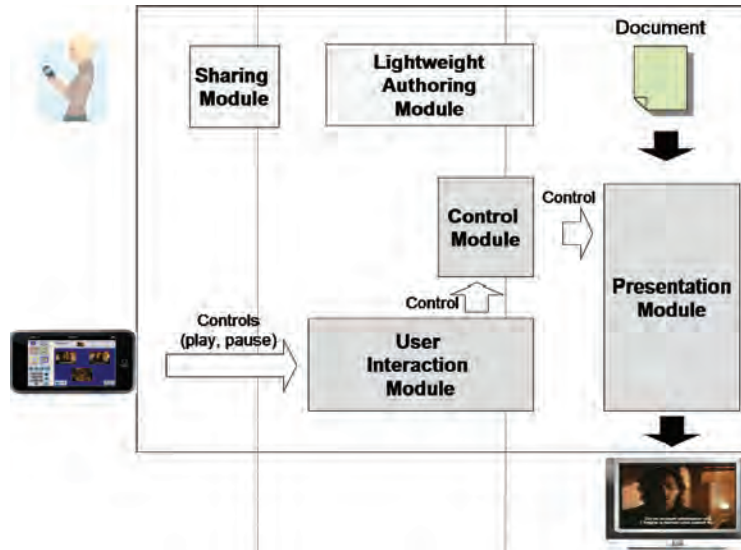 Document
Sharing
Module
Lightweight
Authoring
Module
Control
Module
Control
Presentation
Module
Control
Controls
(play, pause)
User
Interaction
Module